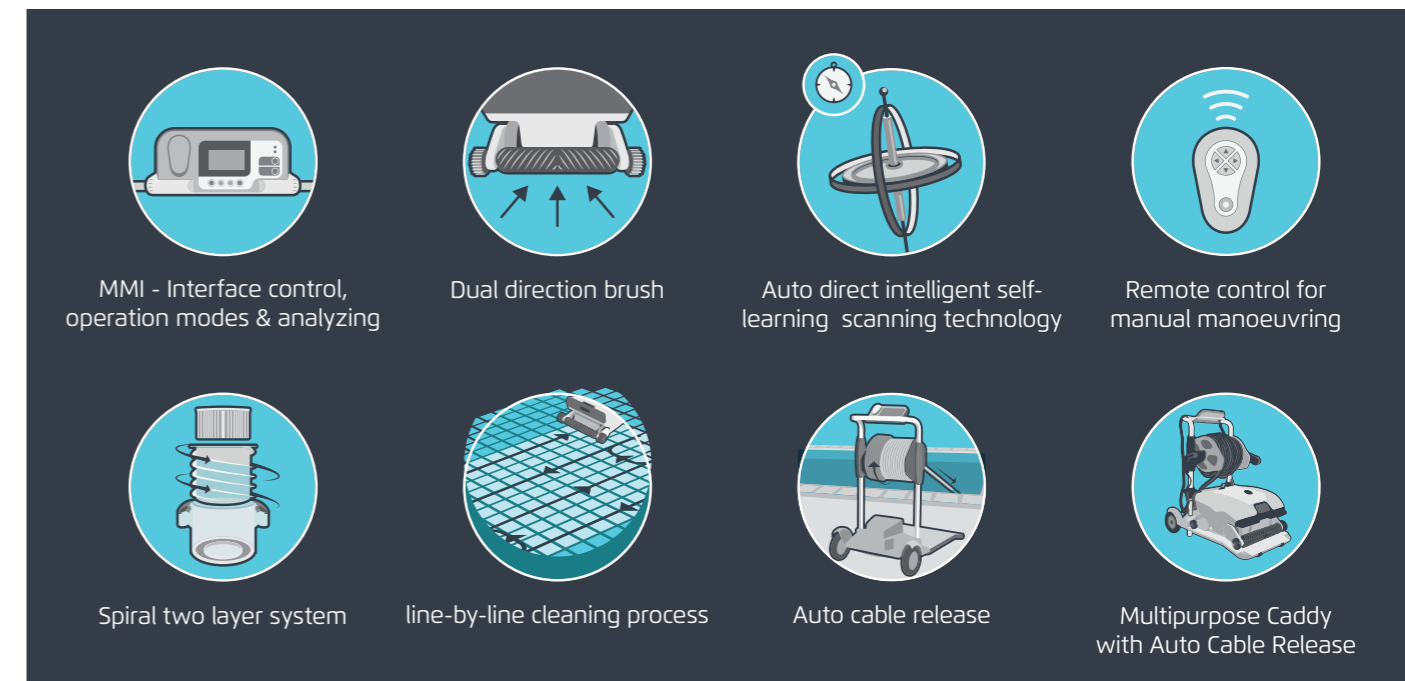 MMI - Interface control,
operation modes & analyzing
Dual direction brush
Auto direct intelligent self-
learning scanning technology
Remote control for
manual manoeuvring
Spiral two layer system
line-by-line cleaning process
Auto cable release
Multipurpose Caddy
with Auto Cable Release